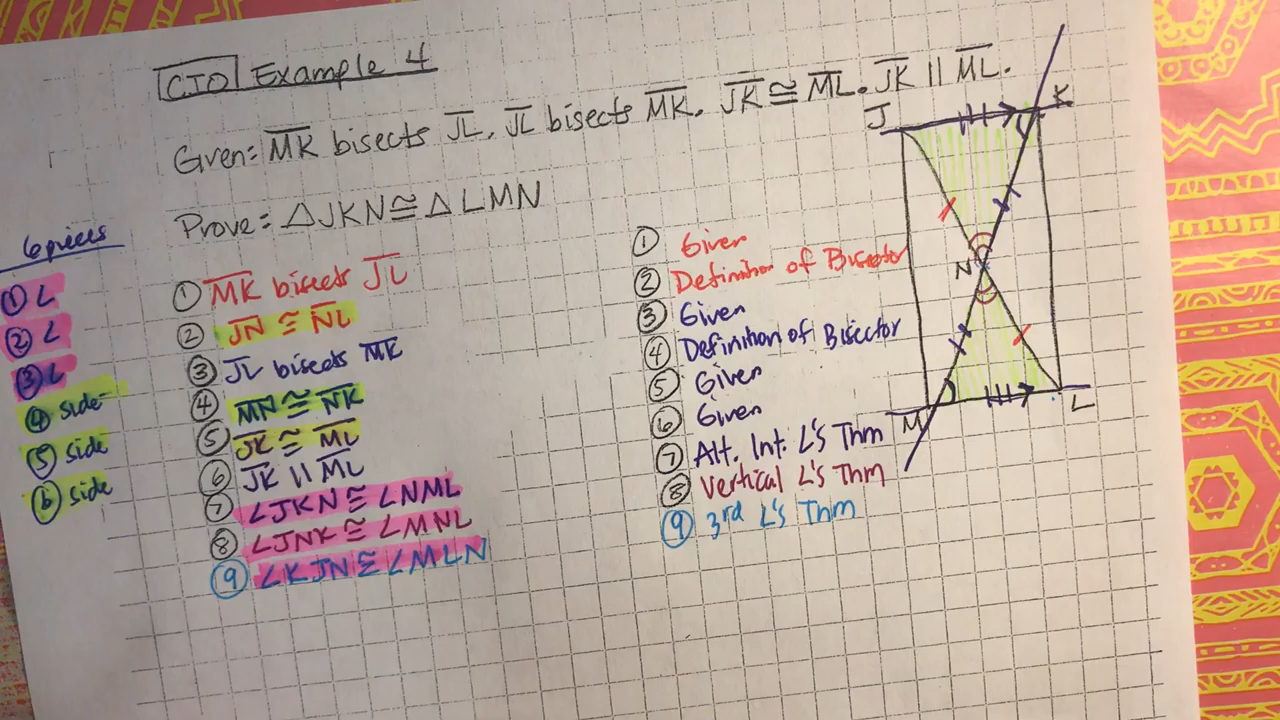 CIO Example 4
Given: MK bisects JL, JL bisects MK, JK ≅ ML. JK ∥ ML.
Prove: △JKN ≅ △LMN
6 pieces
① ∠
② ∠
③ ∠
④ side
⑤ side
⑥ side
① MK bisects JL
② JN ≅ NL
③ JL bisects MK
④ MN ≅ NK
⑤ JK ≅ ML
⑥ JK ∥ ML
⑦ ∠JKN ≅ ∠NML
⑧ ∠JNK ≅ ∠MNL
⑨ ∠KJN ≅ ∠MLN
① Given
② Definition of Bisector
③ Given
④ Definition of Bisector
⑤ Given
⑥ Given
⑦ Alt. Int. ∠'s Thm
⑧ Vertical ∠'s Thm
⑨ 3rd ∠'s Thm
J
K
N
M
L